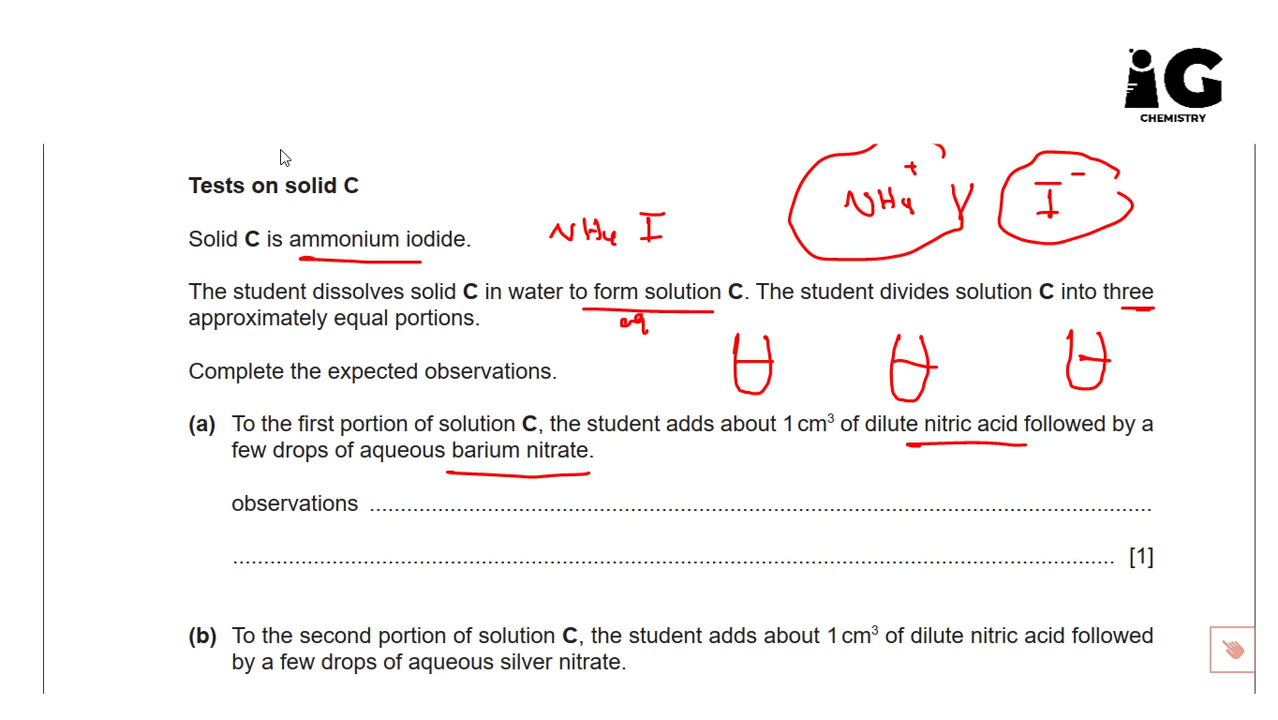 iG
CHEMISTRY
Tests on solid C
NH4+ I-
Solid C is ammonium iodide. NH4 I
The student dissolves solid C in water to form solution C. The student divides solution C into three
approximately equal portions. aq
Complete the expected observations.
(a) To the first portion of solution C, the student adds about 1 cm³ of dilute nitric acid followed by a
few drops of aqueous barium nitrate.
observations ................................................................
................................................................ [1]
(b) To the second portion of solution C, the student adds about 1 cm³ of dilute nitric acid followed
by a few drops of aqueous silver nitrate.